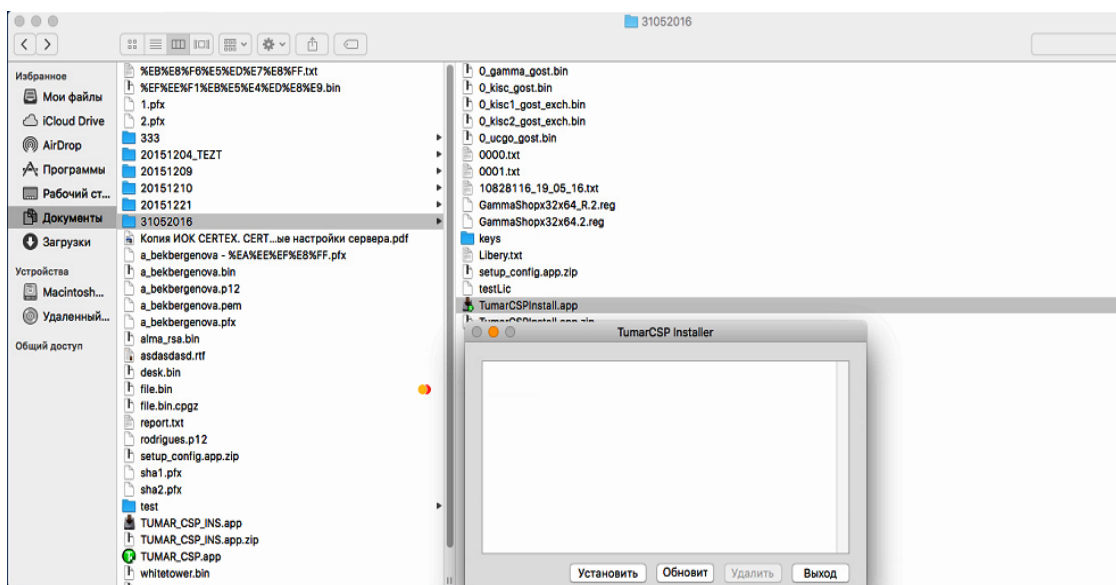 31052016
Избранное
Мои файлы
iCloud Drive
AirDrop
Программы
Рабочий ст...
Документы
Загрузки
Устройства
Macintosh...
Удаленный...
Общий доступ
%EB%E8%F6%E5%ED%E7%E8%FF.txt
%EF%EE%F1%EB%E5%E4%ED%E8%E9.bin
1.pfx
2.pfx
333
20151204_TEZT
20151209
20151210
20151221
31052016
Копия ИОК CERTEX. CERT...ые настройки сервера.pdf
a_bekbergenova - %EA%EE%EF%E8%FF.pfx
a_bekbergenova.bin
a_bekbergenova.p12
a_bekbergenova.pem
a_bekbergenova.pfx
alma_rsa.bin
asdasdasd.rtf
desk.bin
file.bin
file.bin.cpgz
report.txt
rodrigues.p12
setup_config.app.zip
sha1.pfx
sha2.pfx
test
TUMAR_CSP_INS.app
TUMAR_CSP_INS.app.zip
TUMAR_CSP.app
whitetower.bin
0_gamma_gost.bin
0_kisc_gost.bin
0_kisc1_gost_exch.bin
0_kisc2_gost_exch.bin
0_ucgo_gost.bin
0000.txt
0001.txt
10828116_19_05_16.txt
GammaShopx32x64_R.2.reg
GammaShopx32x64.2.reg
keys
Libery.txt
setup_config.app.zip
testLic
TumarCSPInstall.app
TumarCSPInstall.app.zip
TumarCSP Installer
Установить Обновит Удалить Выход